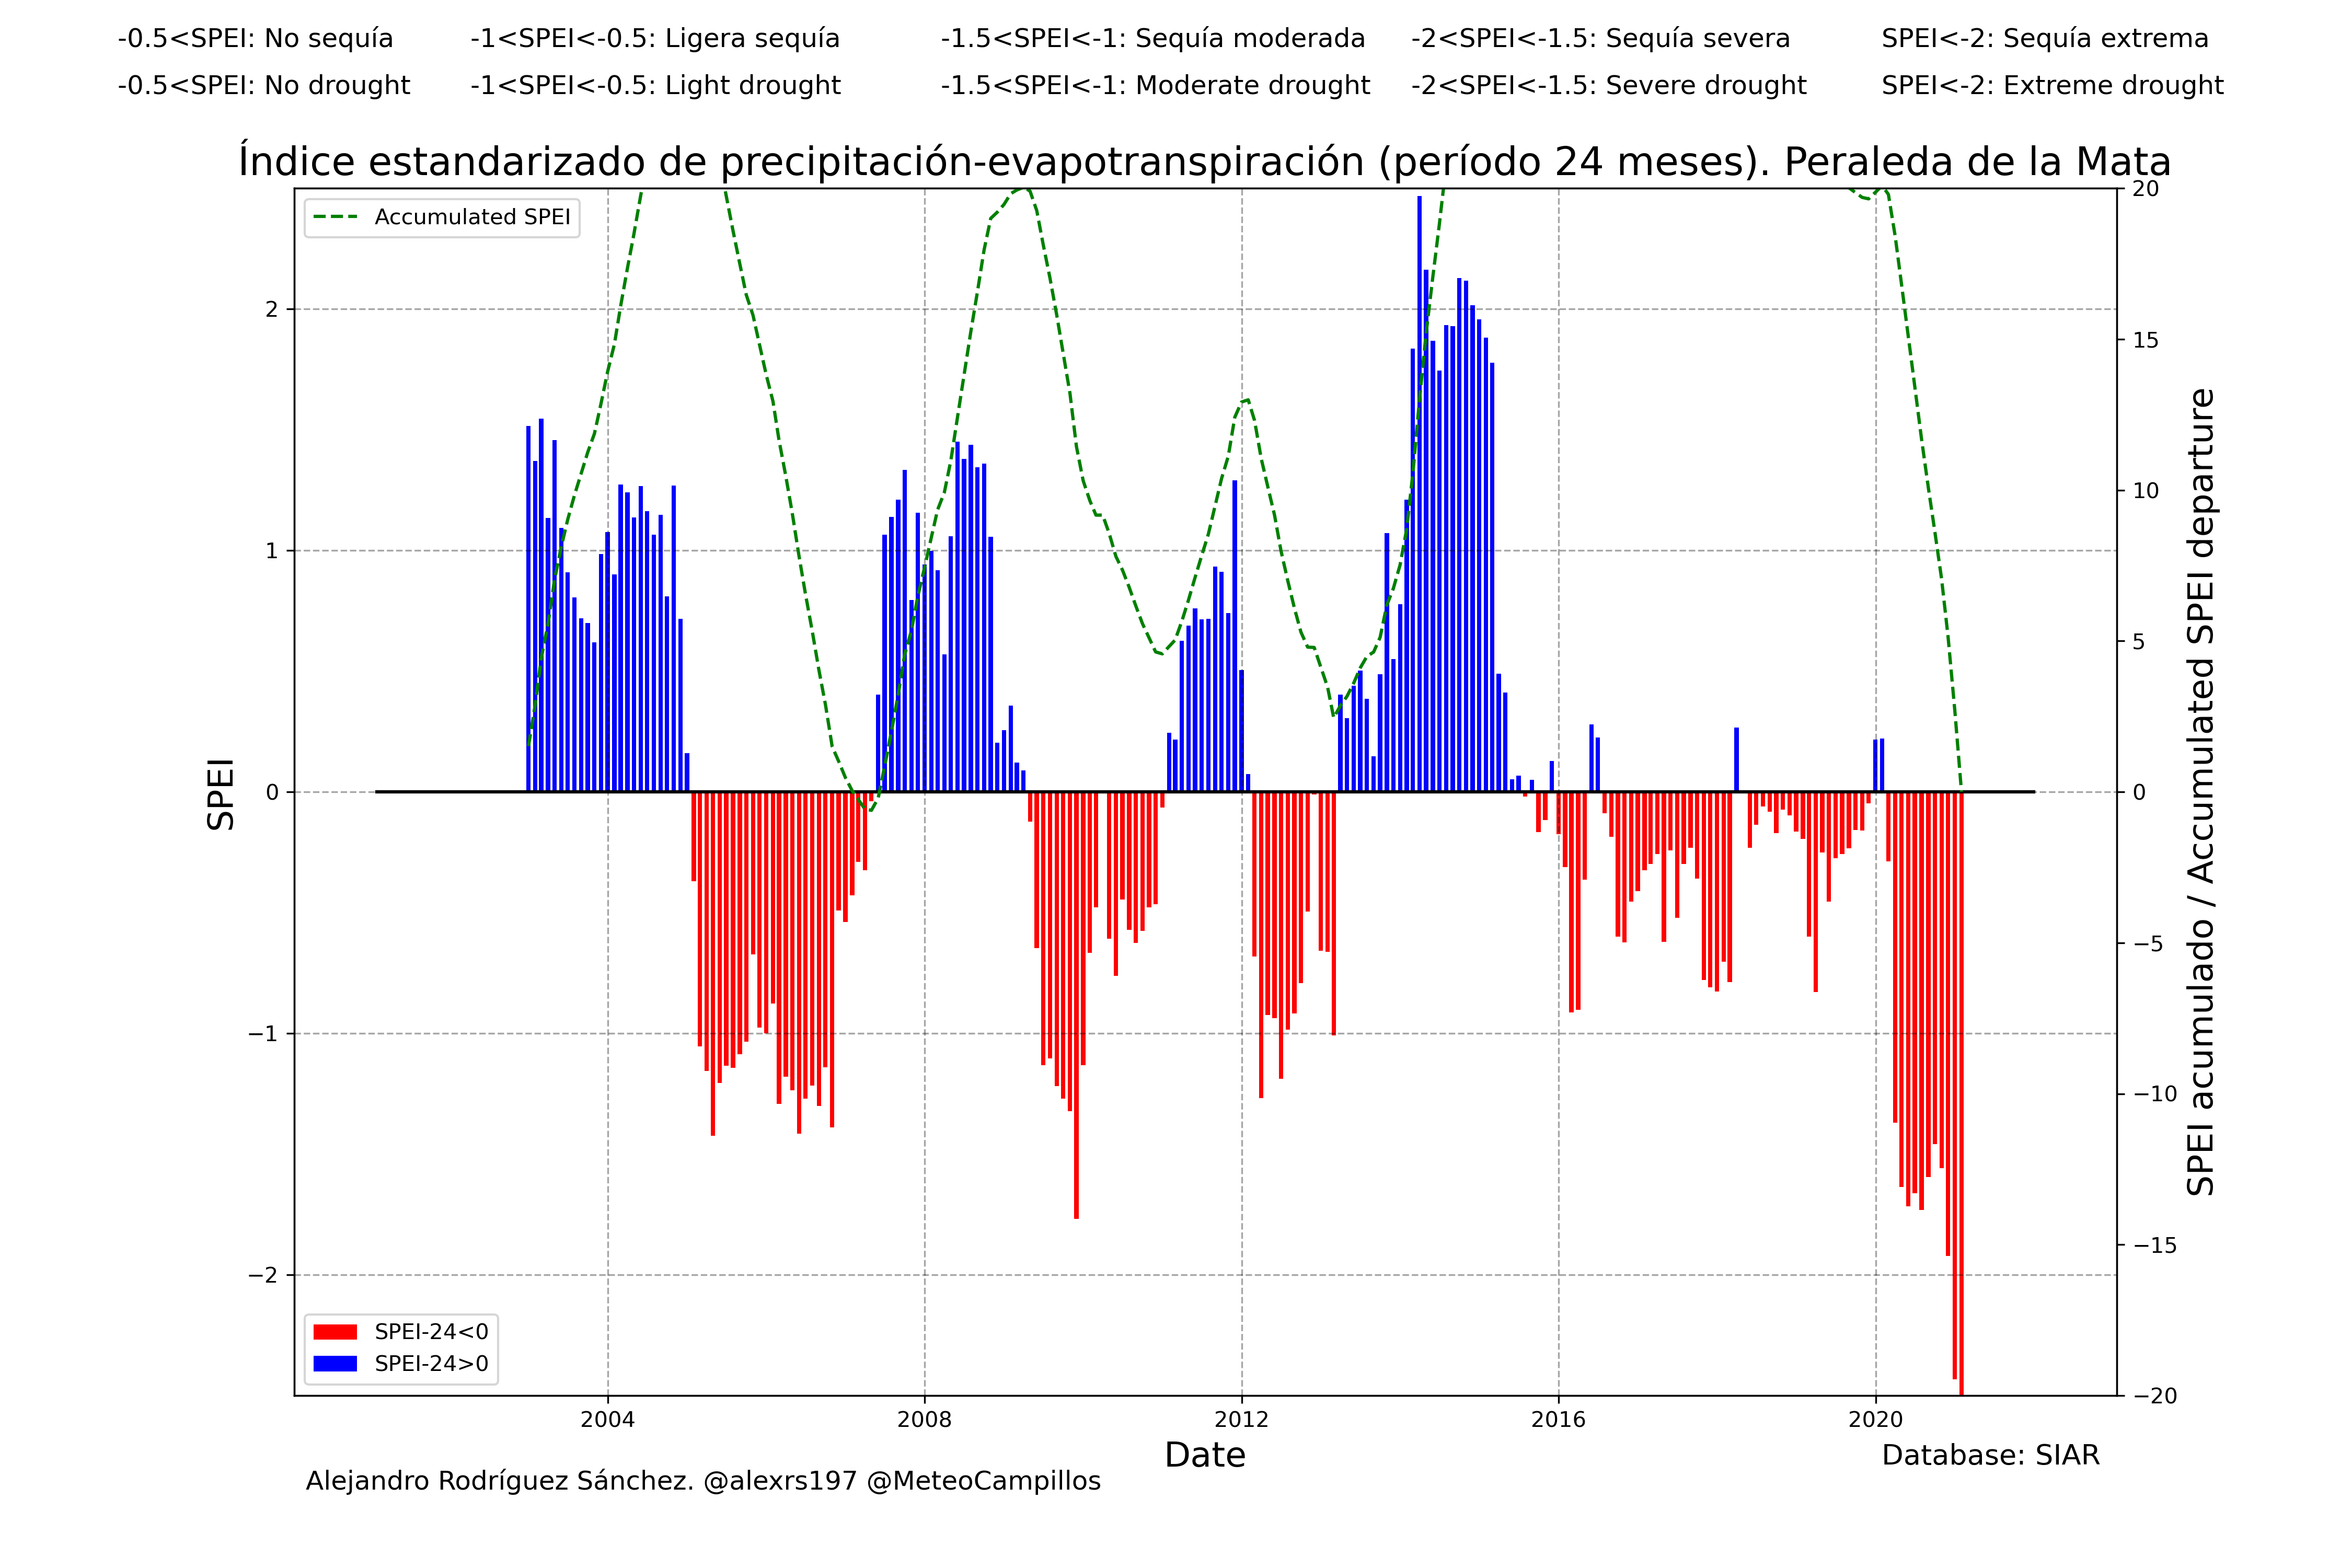 -0.5<SPEI: No sequía -1<SPEI<-0.5: Ligera sequía -1.5<SPEI<-1: Sequía moderada -2<SPEI<-1.5: Sequía severa SPEI<-2: Sequía extrema
-0.5<SPEI: No drought -1<SPEI<-0.5: Light drought -1.5<SPEI<-1: Moderate drought -2<SPEI<-1.5: Severe drought SPEI<-2: Extreme drought
Índice estandarizado de precipitación-evapotranspiración (período 24 meses). Peraleda de la Mata
Accumulated SPEI
SPEI
2
1
0
−1
−2
20
15
10
5
0
−5
−10
−15
−20
SPEI acumulado / Accumulated SPEI departure
SPEI-24<0
SPEI-24>0
2004 2008 2012 2016 2020
Date
Database: SIAR
Alejandro Rodríguez Sánchez. @alexrs197 @MeteoCampillos